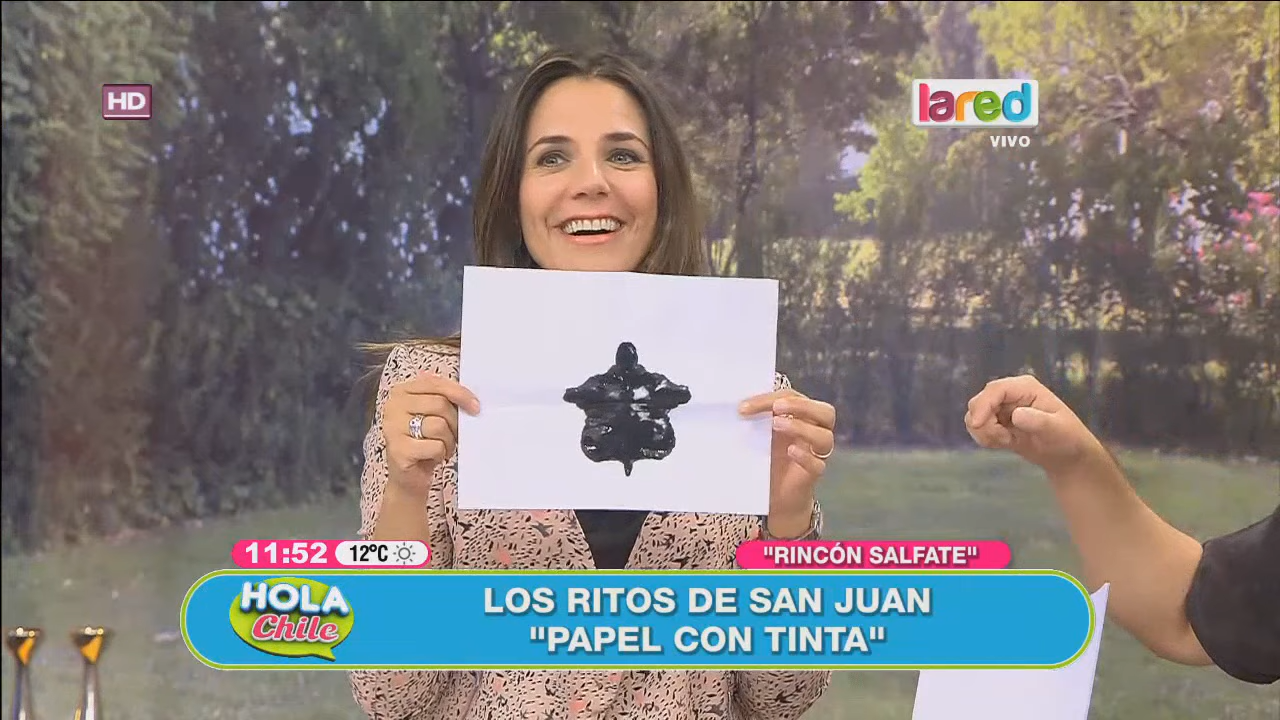 HD
lared
VIVO
11:52 12°C
"RINCÓN SALFATE"
HOLA
Chile
LOS RITOS DE SAN JUAN
"PAPEL CON TINTA"